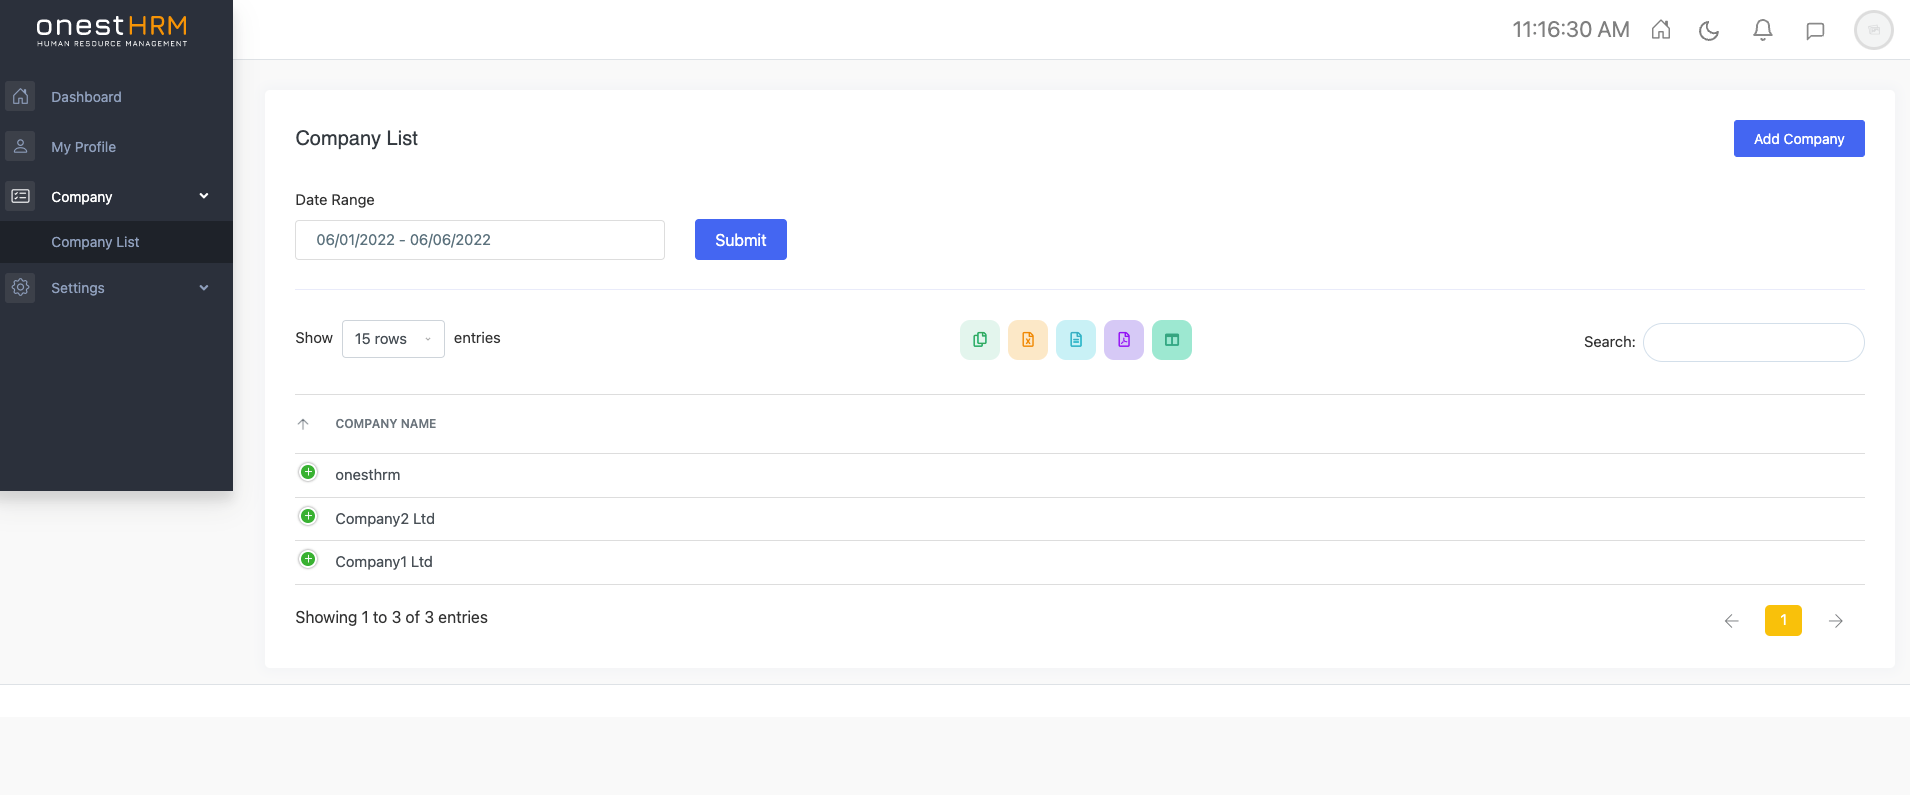 onestHRM
HUMAN RESOURCE MANAGEMENT
11:16:30 AM
Dashboard
My Profile
Company
Company List
Settings
Company List
Add Company
Date Range
06/01/2022 - 06/06/2022
Submit
Show 15 rows entries
Search:
COMPANY NAME
onesthrm
Company2 Ltd
Company1 Ltd
Showing 1 to 3 of 3 entries
1